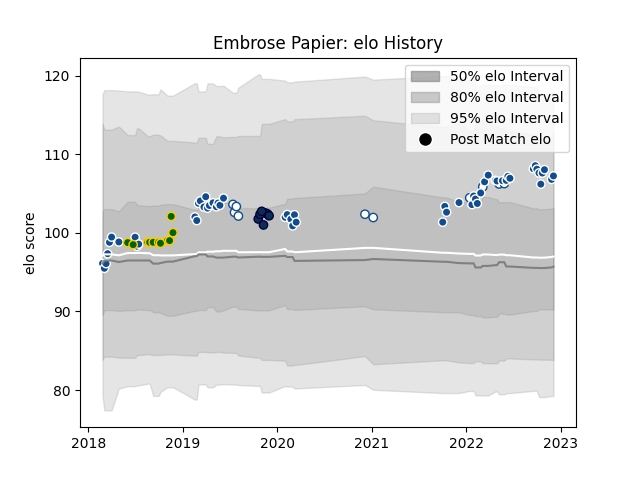 Embrose Papier: elo History
50% elo Interval
80% elo Interval
95% elo Interval
Post Match elo
elo score
120
110
100
90
80
2018 2019 2020 2021 2022 2023